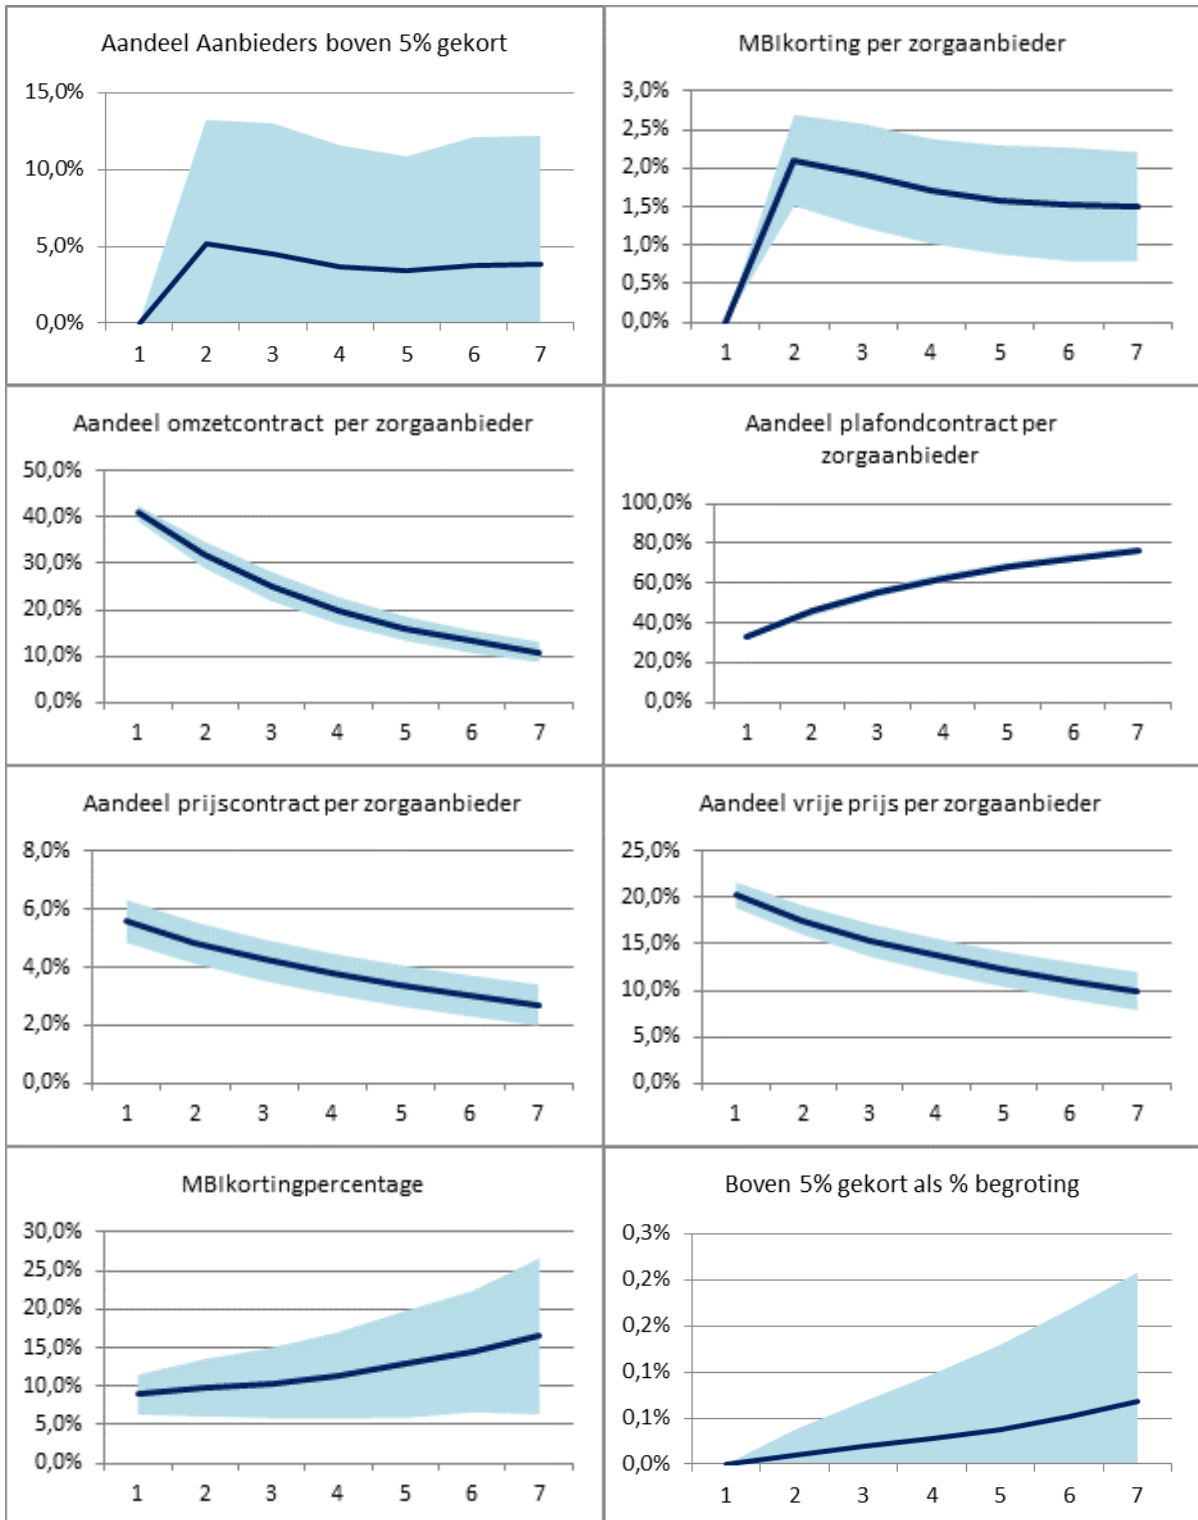 Aandeel Aanbieders boven 5% gekort
15,0%
10,0%
5,0%
0,0%
1 2 3 4 5 6 7
MBIkorting per zorgaanbieder
3,0%
2,5%
2,0%
1,5%
1,0%
0,5%
0,0%
1 2 3 4 5 6 7
Aandeel omzetcontract per zorgaanbieder
50,0%
40,0%
30,0%
20,0%
10,0%
0,0%
1 2 3 4 5 6 7
Aandeel plafondcontract per
zorgaanbieder
100,0%
80,0%
60,0%
40,0%
20,0%
0,0%
1 2 3 4 5 6 7
Aandeel prijscontract per zorgaanbieder
8,0%
6,0%
4,0%
2,0%
0,0%
1 2 3 4 5 6 7
Aandeel vrije prijs per zorgaanbieder
25,0%
20,0%
15,0%
10,0%
5,0%
0,0%
1 2 3 4 5 6 7
MBIkortingpercentage
30,0%
25,0%
20,0%
15,0%
10,0%
5,0%
0,0%
1 2 3 4 5 6 7
Boven 5% gekort als % begroting
0,3%
0,2%
0,2%
0,1%
0,1%
0,0%
1 2 3 4 5 6 7